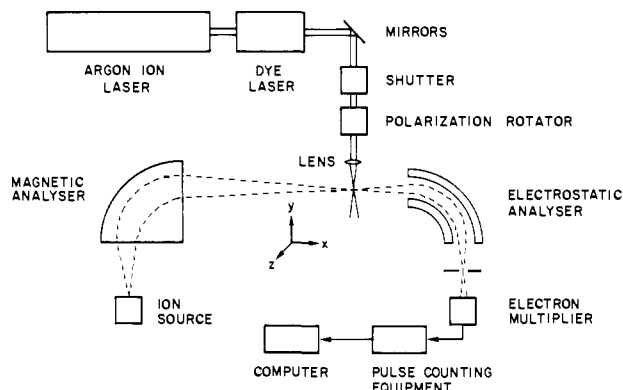 MIRRORS
ARGON ION
LASER
DYE
LASER
SHUTTER
POLARIZATION ROTATOR
LENS
MAGNETIC
ANALYSER
ELECTROSTATIC
ANALYSER
y
x
z
ION
SOURCE
ELECTRON
MULTIPLIER
COMPUTER
PULSE COUNTING
EQUIPMENT